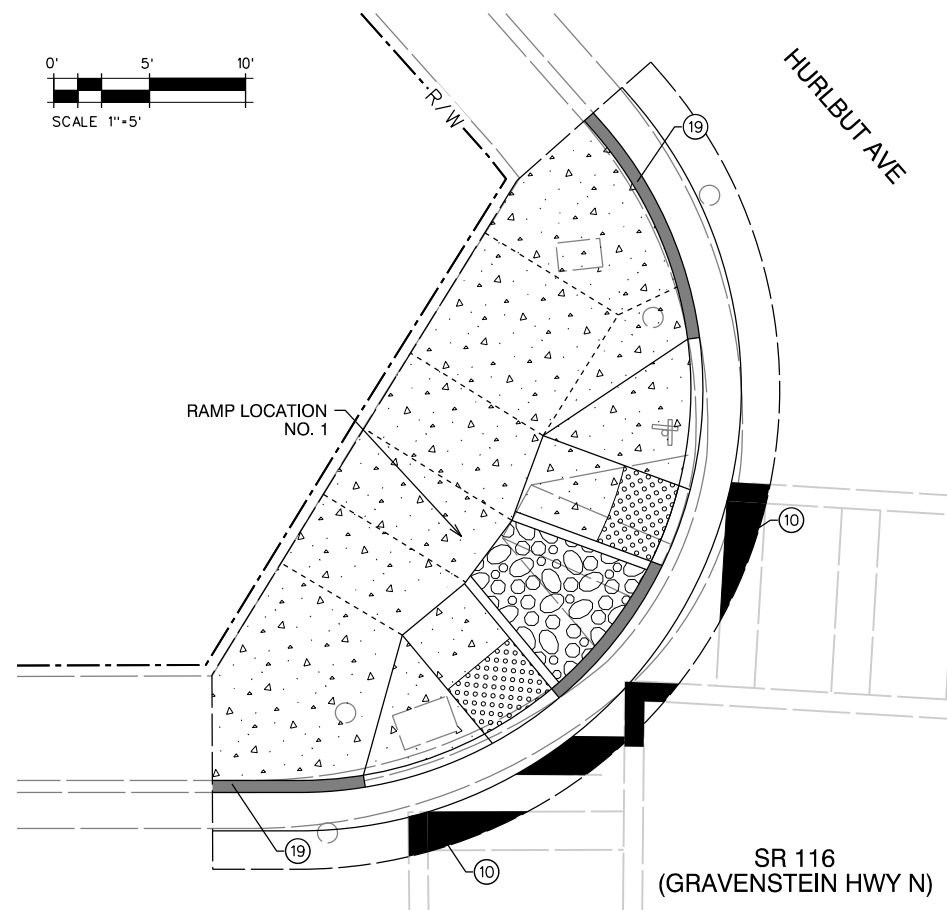 0' 5' 10'
SCALE 1"=5'
R/W
HURLBUT AVE
19
RAMP LOCATION
NO. 1
10
19
10
SR 116
(GRAVENSTEIN HWY N)